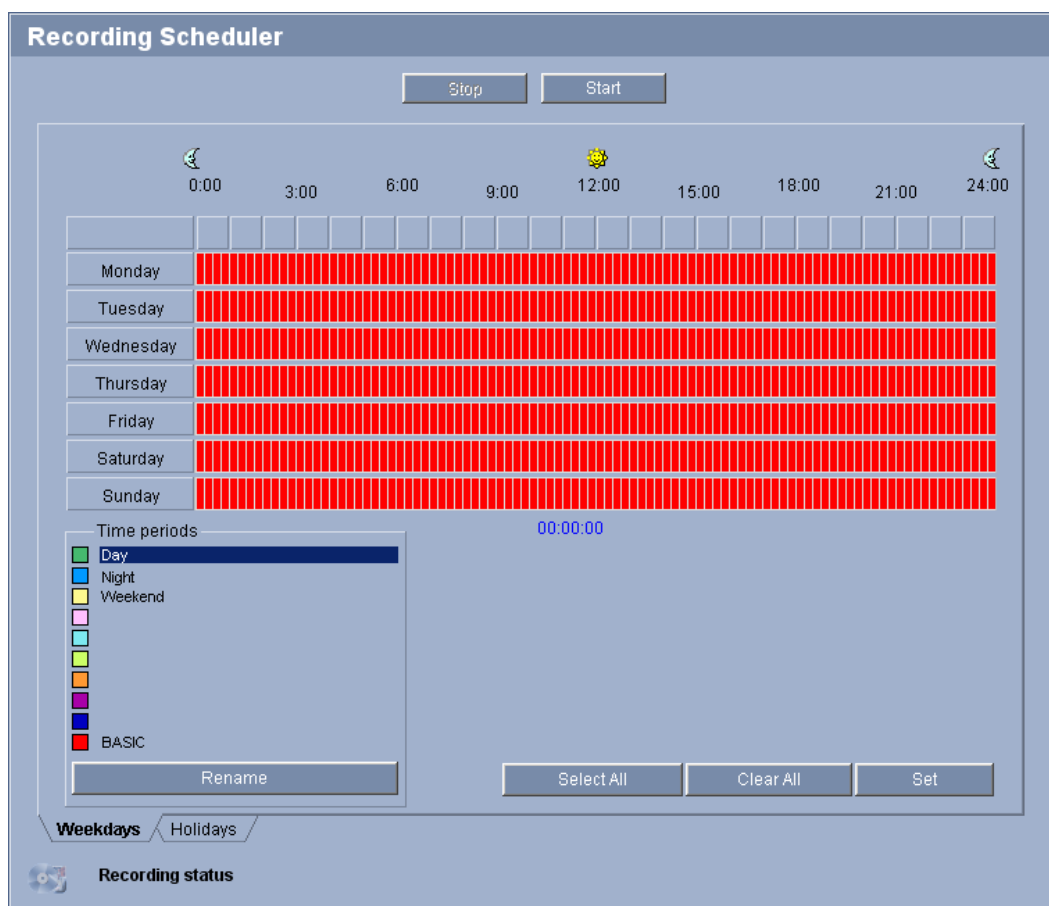 Recording Scheduler
Stop Start
0:00 3:00 6:00 9:00 12:00 15:00 18:00 21:00 24:00
Monday
Tuesday
Wednesday
Thursday
Friday
Saturday
Sunday
Time periods 00:00:00
Day
Night
Weekend
BASIC
Rename Select All Clear All Set
Weekdays Holidays
Recording status